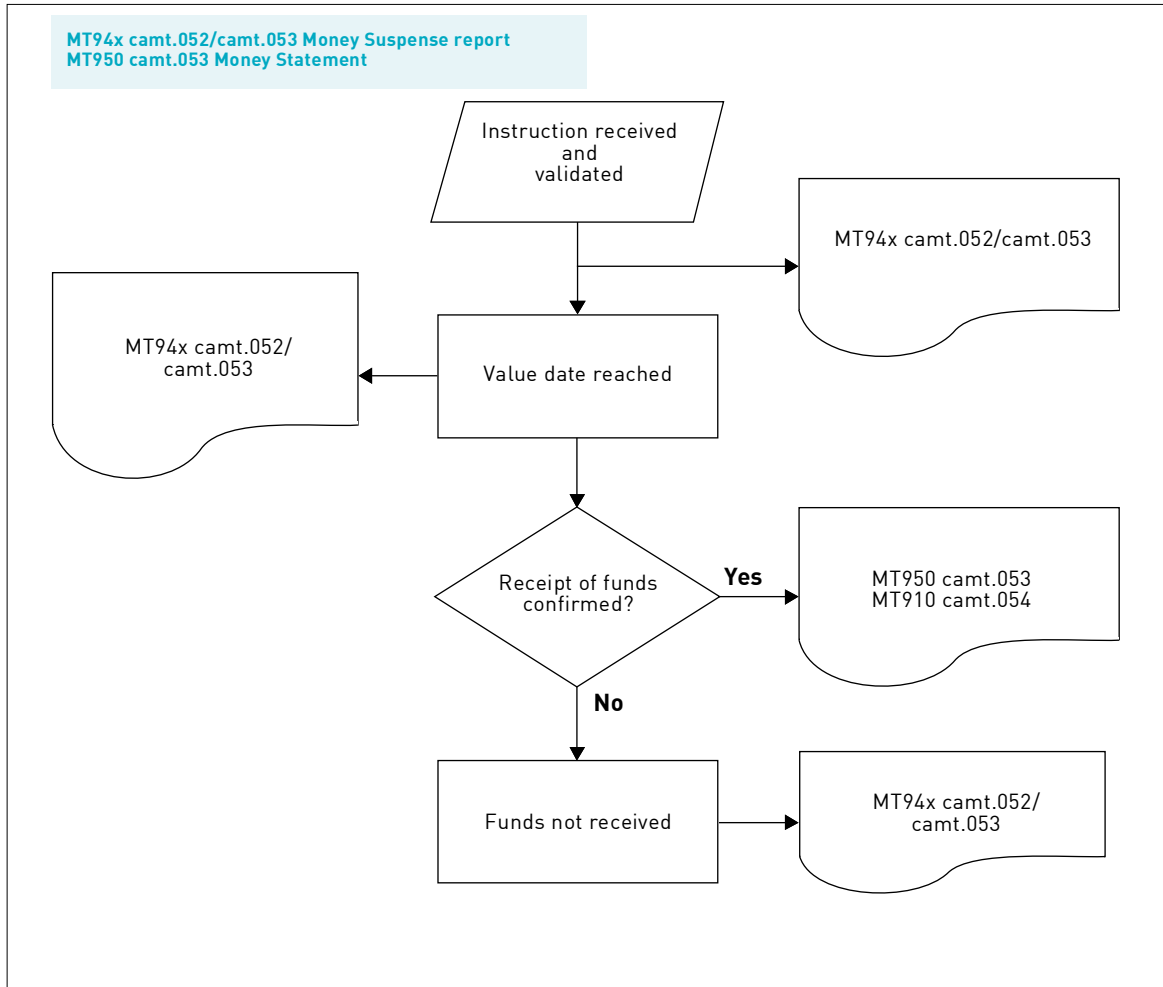 MT94x camt.052/camt.053 Money Suspense report
MT950 camt.053 Money Statement
Instruction received
and
validated
MT94x camt.052/camt.053
MT94x camt.052/
camt.053
Value date reached
Receipt of funds
confirmed?
Yes
MT950 camt.053
MT910 camt.054
No
Funds not received
MT94x camt.052/
camt.053